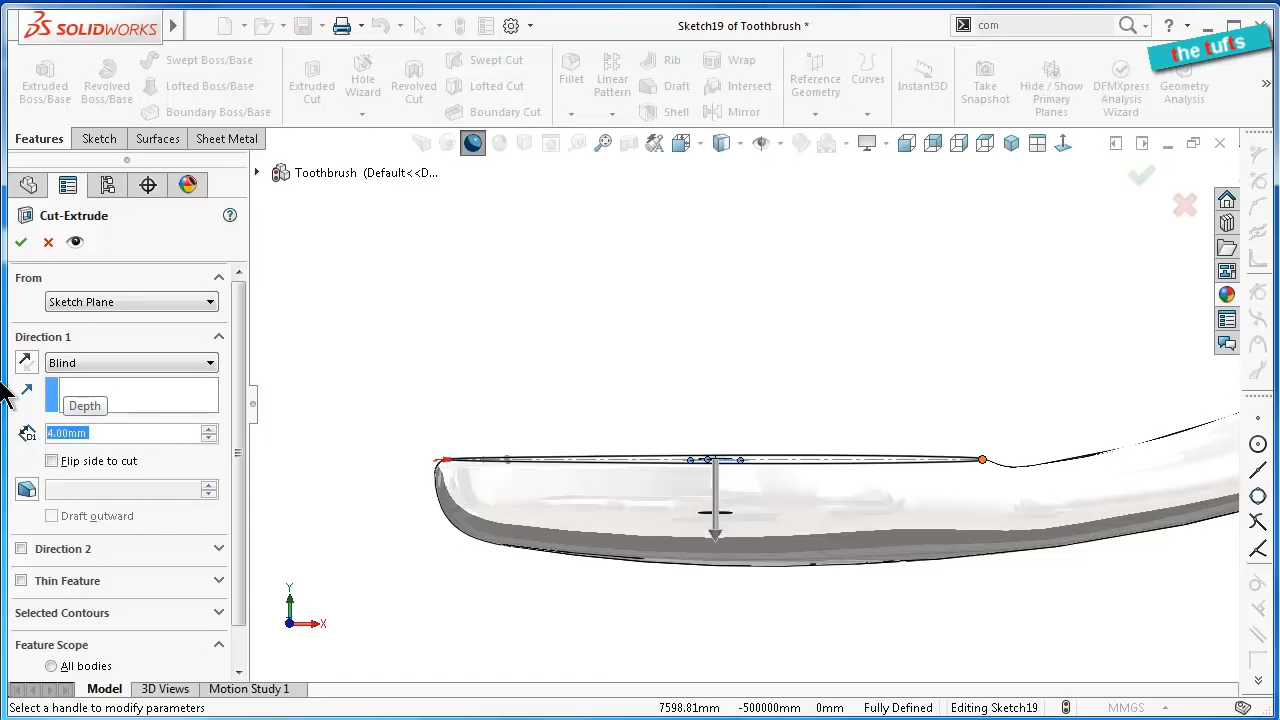 SOLIDWORKS
Sketch19 of Toothbrush *
com
the tufts
Extruded Boss/Base
Revolved Boss/Base
Swept Boss/Base
Lofted Boss/Base
Boundary Boss/Base
Extruded Cut
Hole Wizard
Revolved Cut
Swept Cut
Lofted Cut
Boundary Cut
Fillet
Linear Pattern
Rib
Draft
Shell
Wrap
Intersect
Mirror
Reference Geometry
Curves
Instant3D
Take Snapshot
Hide / Show Primary Planes
DFMXpress Analysis Wizard
Geometry Analysis
Features
Sketch
Surfaces
Sheet Metal
Toothbrush (Default<<D...
Cut-Extrude
From
Sketch Plane
Direction 1
Blind
Depth
4.00mm
Flip side to cut
Draft outward
Direction 2
Thin Feature
Selected Contours
Feature Scope
All bodies
Y
X
Model
3D Views
Motion Study 1
Select a handle to modify parameters
7598.81mm
-500000mm
0mm
Fully Defined
Editing Sketch19
MMGS